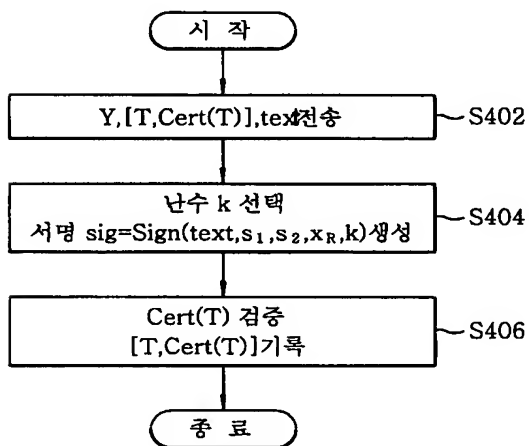 시 작
Y,[T,Cert(T)],text전송
S402
난수 k 선택
서명 sig=Sign(text,s₁,s₂,x_R,k)생성
S404
Cert(T) 검증
[T,Cert(T)]기록
S406
종 료